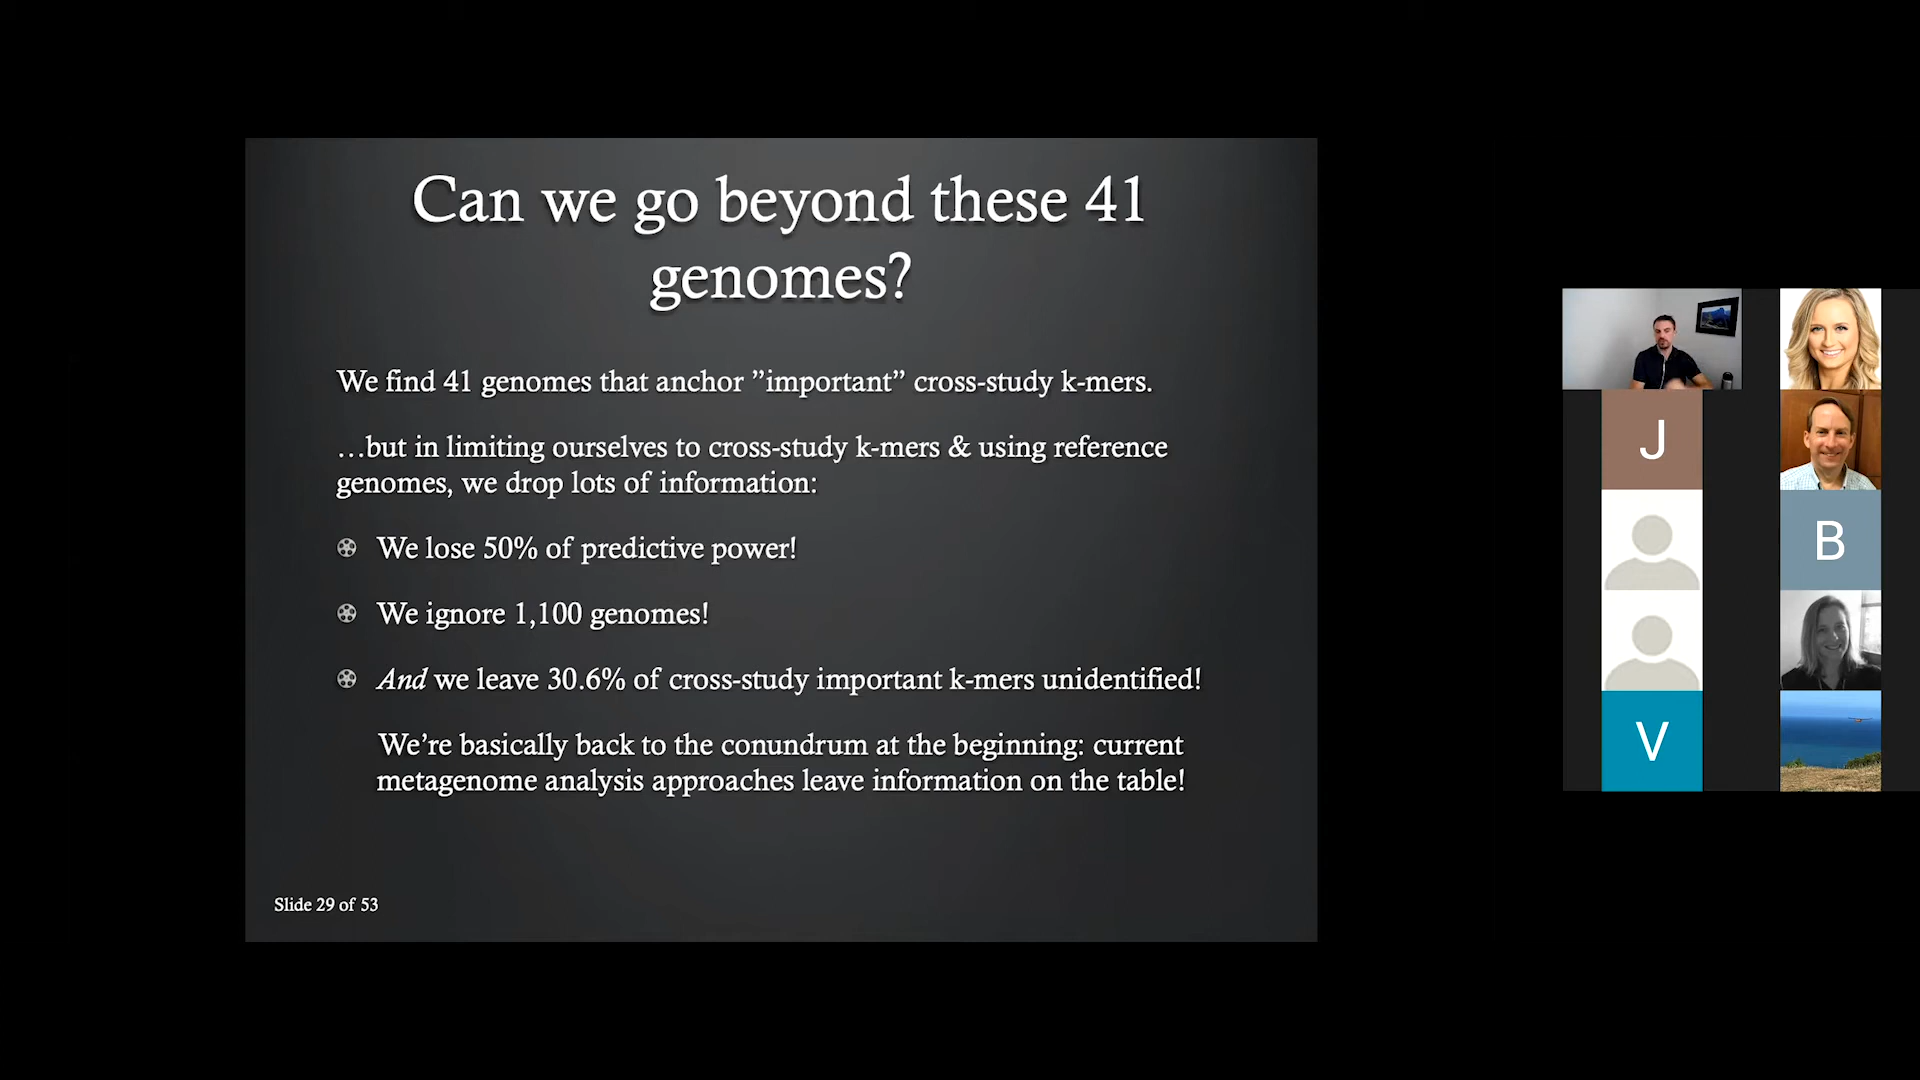 Can we go beyond these 41
genomes?
We find 41 genomes that anchor ”important” cross-study k-mers.
…but in limiting ourselves to cross-study k-mers & using reference
genomes, we drop lots of information:
We lose 50% of predictive power!
We ignore 1,100 genomes!
And we leave 30.6% of cross-study important k-mers unidentified!
We’re basically back to the conundrum at the beginning: current
metagenome analysis approaches leave information on the table!
Slide 29 of 53
J
B
V